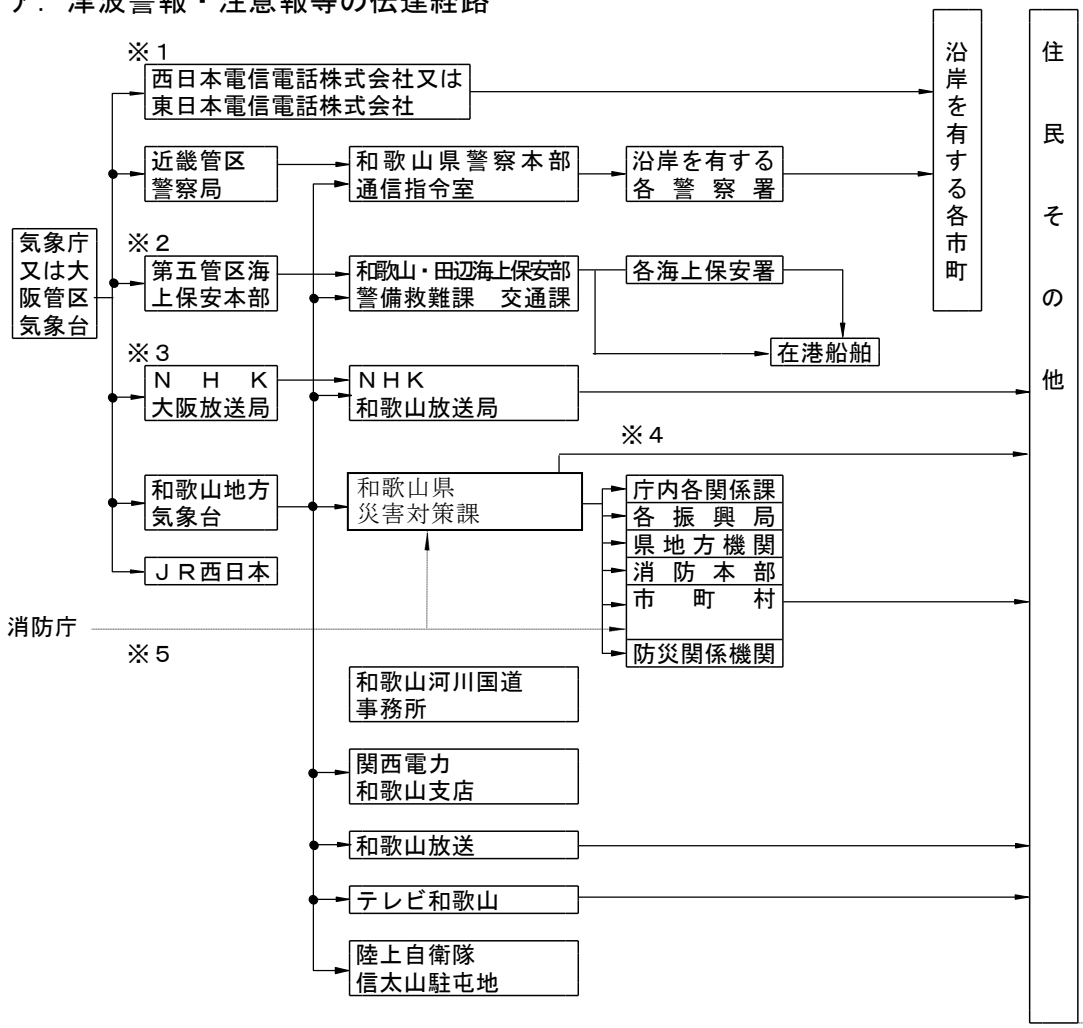 ア．津波警報・注意報等の伝達経路
※１
西日本電信電話株式会社又は
東日本電信電話株式会社
近畿管区
警察局
和歌山県警察本部
通信指令室
沿岸を有する
各警察署
沿岸を有する各市町
住民その他
気象庁
又は大
阪管区
気象台
※２
第五管区海
上保安本部
和歌山・田辺海上保安部
警備救難課　交通課
各海上保安署
在港船舶
※３
ＮＨＫ
大阪放送局
ＮＨＫ
和歌山放送局
※４
和歌山地方
気象台
和歌山県
災害対策課
庁内各関係課
各振興局
県地方機関
消防本部
市町村
防災関係機関
ＪＲ西日本
消防庁
※５
和歌山河川国道
事務所
関西電力
和歌山支店
和歌山放送
テレビ和歌山
陸上自衛隊
信太山駐屯地